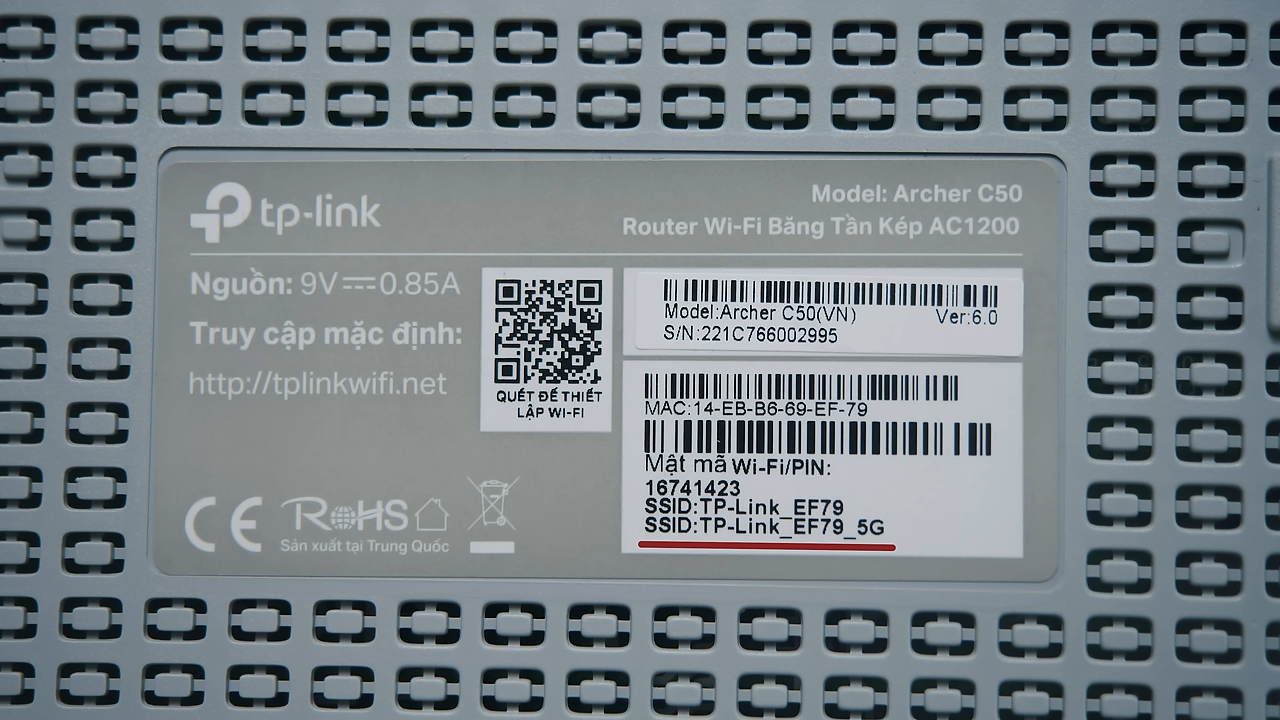 tp-link
Model: Archer C50
Router Wi-Fi Băng Tần Kép AC1200
Nguồn: 9V⎓0.85A
Truy cập mặc định:
http://tplinkwifi.net
QUÉT ĐỂ THIẾT
LẬP WI-FI
Model:Archer C50(VN)
Ver:6.0
S/N:221C766002995
MAC:14-EB-B6-69-EF-79
Mật mã Wi-Fi/PIN:
16741423
SSID:TP-Link_EF79
SSID:TP-Link_EF79_5G
CE RoHS
Sản xuất tại Trung Quốc